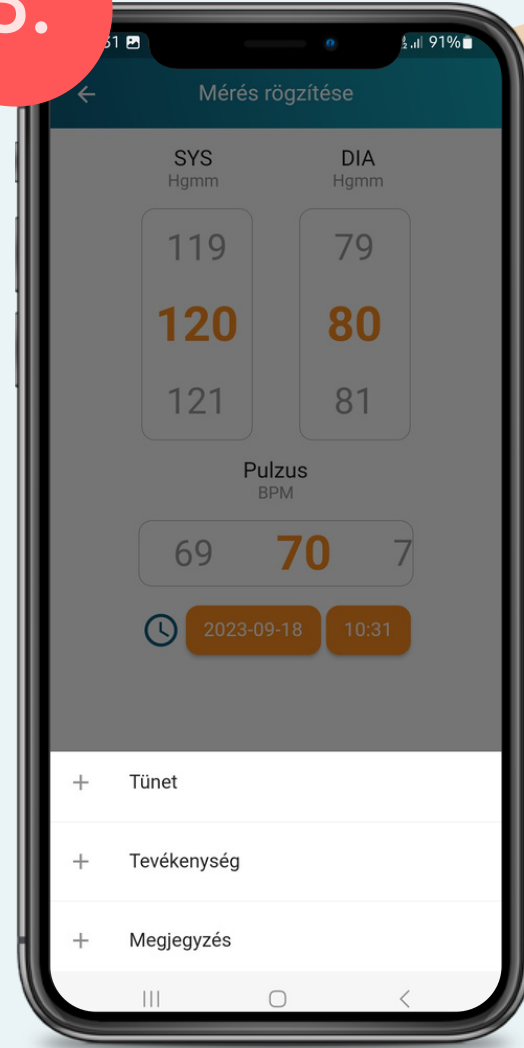 91%
Mérés rögzítése
SYS DIA
Hgmm Hgmm
119 79
120 80
121 81
Pulzus
BPM
69 70 7
2023-09-18 10:31
Tünet
Tevékenység
Megjegyzés